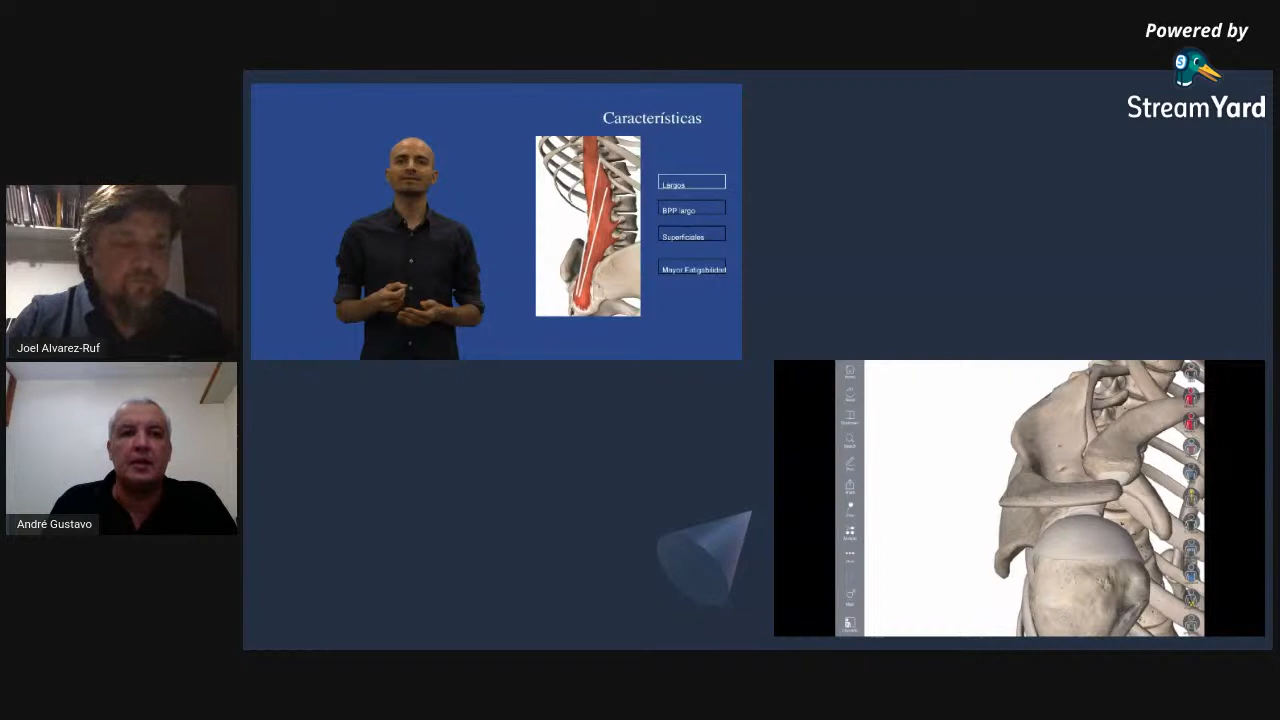 Powered by
StreamYard
Características
Largos
BPP largo
Superficiales
Mayor Fatigabilidad
Joel Alvarez-Ruf
André Gustavo